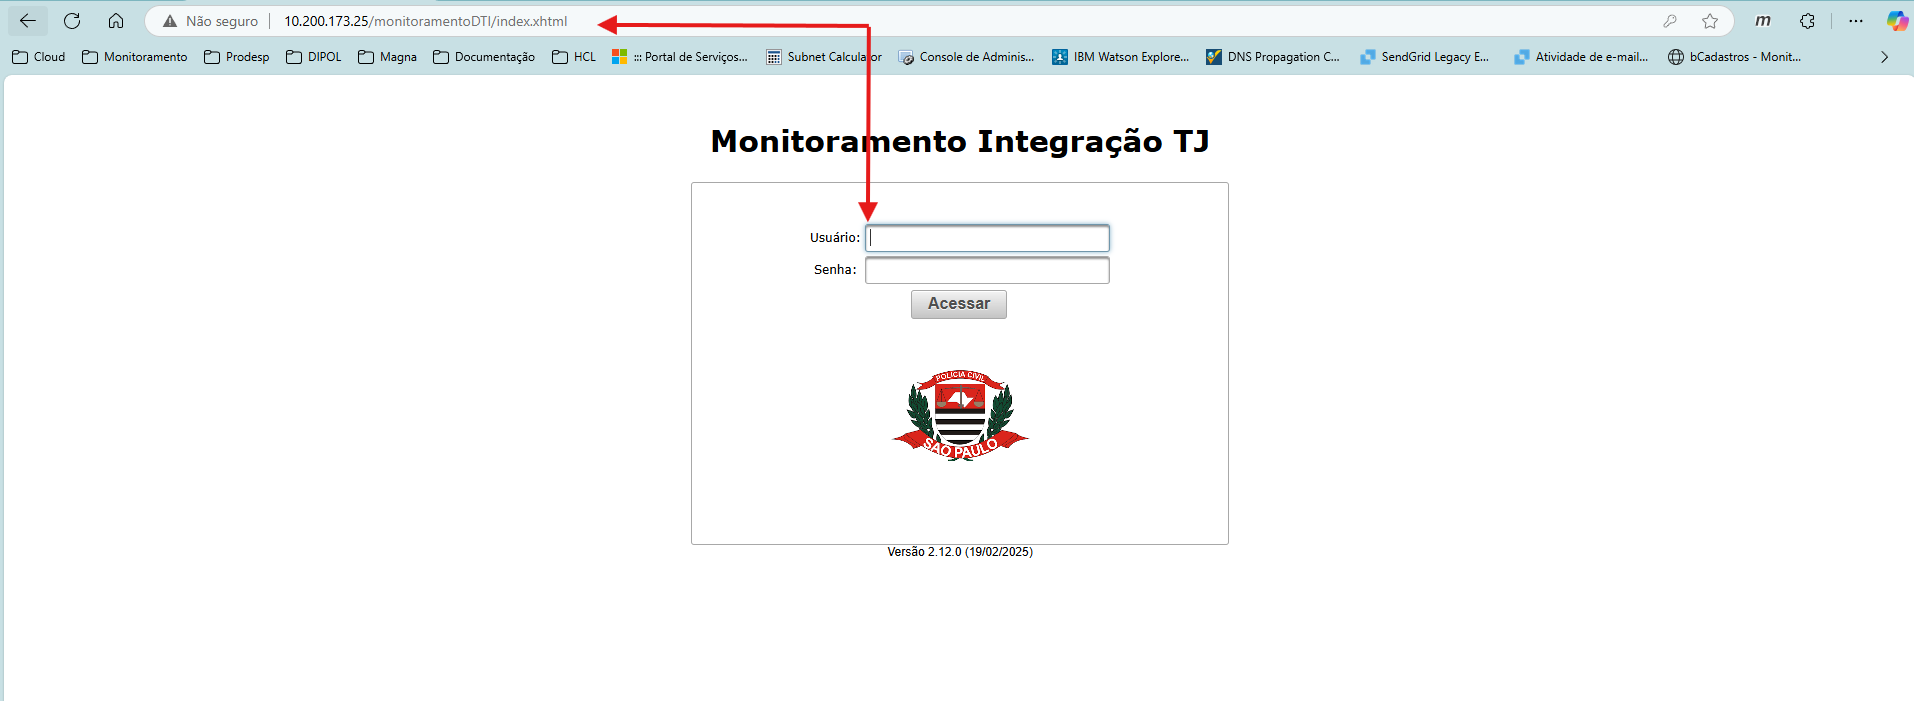 Não seguro 10.200.173.25/monitoramentoDTI/index.xhtml
Cloud Monitoramento Prodesp DIPOL Magna Documentação HCL ::: Portal de Serviços... Subnet Calculator Console de Adminis... IBM Watson Explore... DNS Propagation C... SendGrid Legacy E... Atividade de e-mail... bCadastros - Monit...
Monitoramento Integração TJ
Usuário:
Senha:
Acessar
POLÍCIA CIVIL
SÃO PAULO
Versão 2.12.0 (19/02/2025)